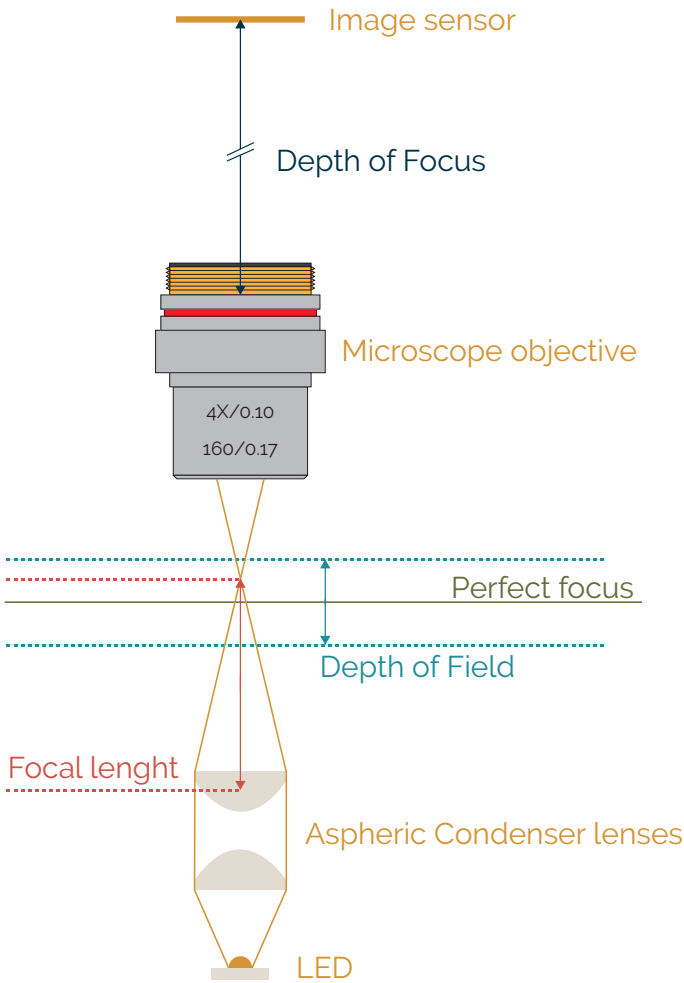 Image sensor
Depth of Focus
Microscope objective
4X/0.10
160/0.17
Perfect focus
Depth of Field
Focal lenght
Aspheric Condenser lenses
LED